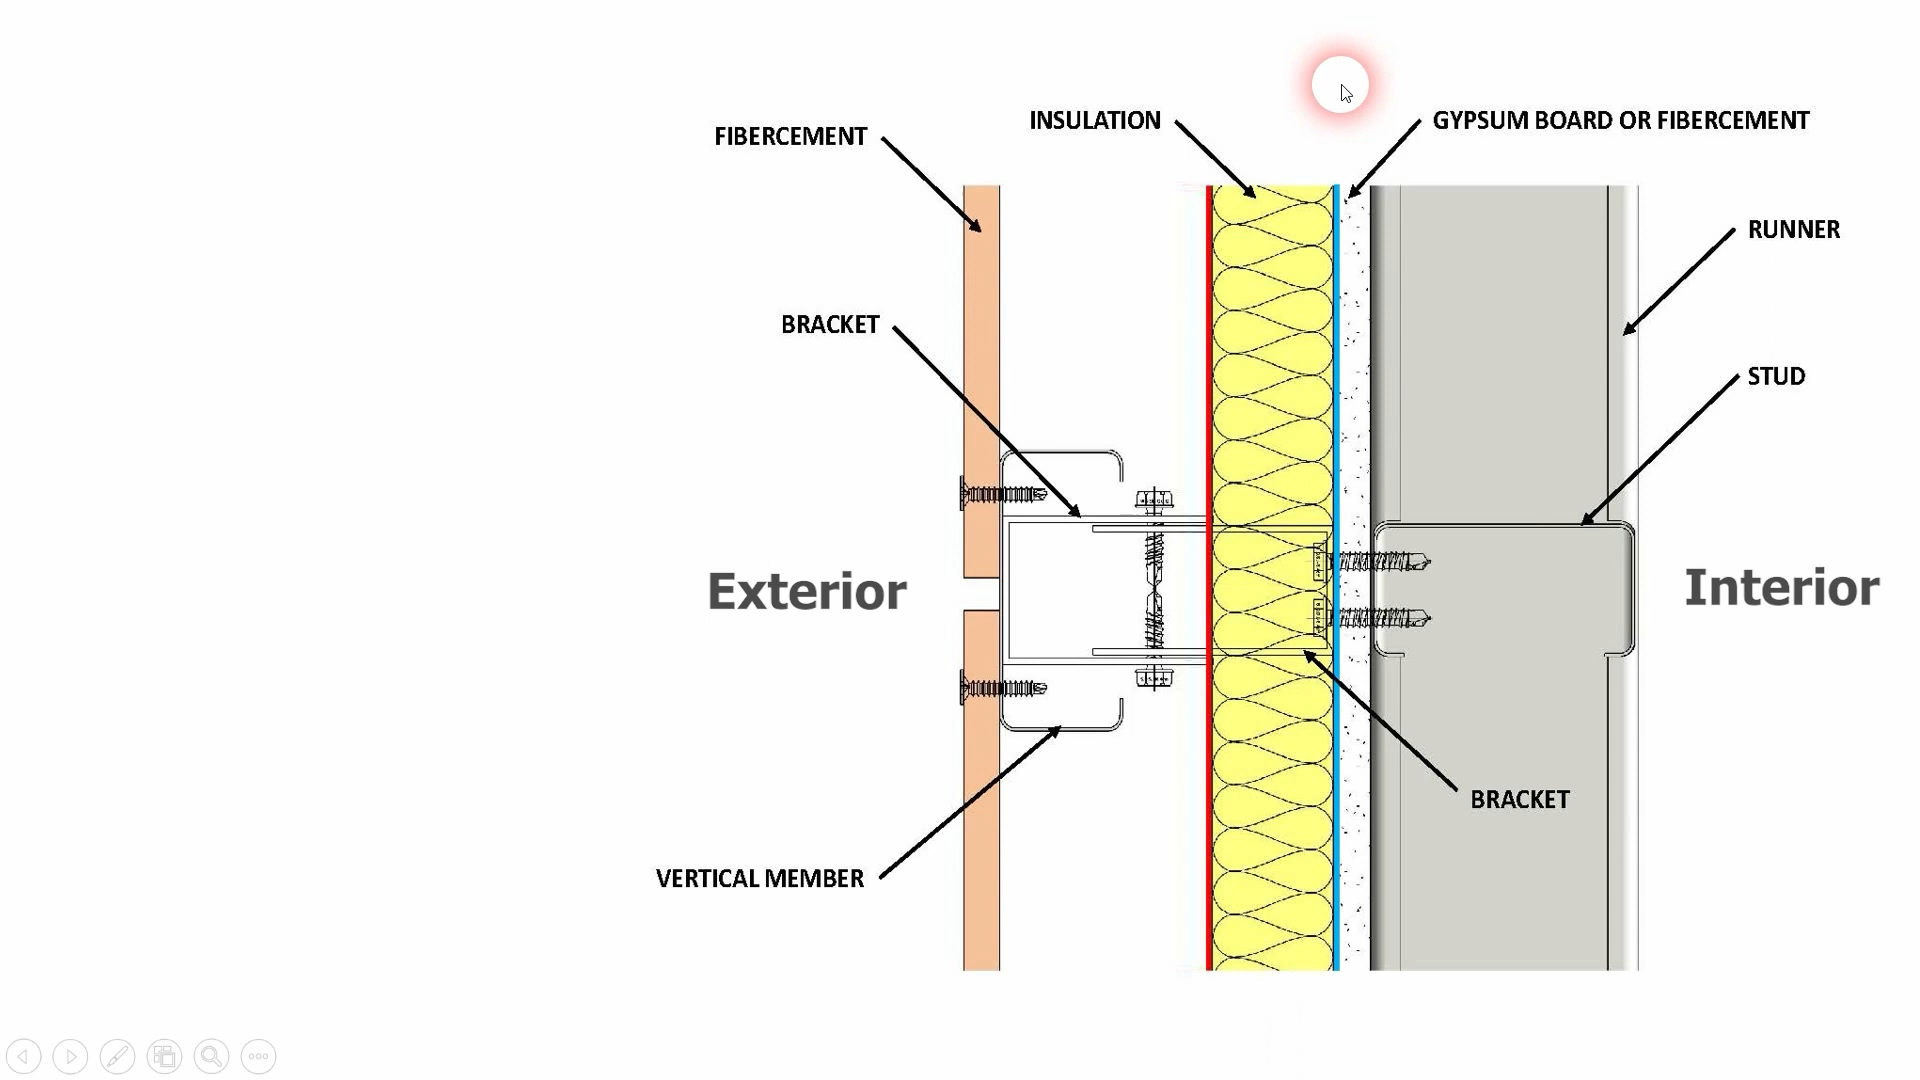 INSULATION
GYPSUM BOARD OR FIBERCEMENT
FIBERCEMENT
RUNNER
BRACKET
STUD
Exterior
Interior
BRACKET
VERTICAL MEMBER